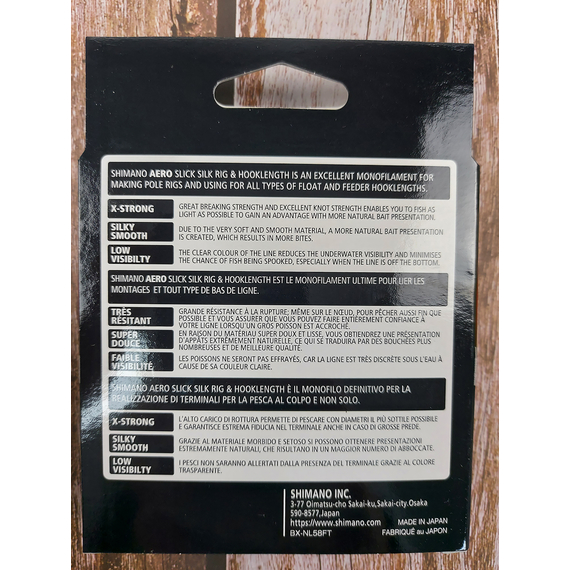 SHIMANO AERO SLICK SILK RIG & HOOKLENGTH IS AN EXCELLENT MONOFILAMENT FOR
MAKING POLE RIGS AND USING FOR ALL TYPES OF FLOAT AND FEEDER HOOKLENGTHS.
X-STRONG
GREAT BREAKING STRENGTH AND EXCELLENT KNOT STRENGTH ENABLES YOU TO FISH AS
LIGHT AS POSSIBLE TO GAIN AN ADVANTAGE WITH MORE NATURAL BAIT PRESENTATION.
SILKY
SMOOTH
DUE TO THE VERY SOFT AND SMOOTH MATERIAL, A MORE NATURAL BAIT PRESENTATION
IS CREATED, WHICH RESULTS IN MORE BITES.
LOW
VISIBILTY
THE CLEAR COLOUR OF THE LINE REDUCES THE UNDERWATER VISIBILITY AND MINIMISES
THE CHANCE OF FISH BEING SPOOKED, ESPECIALLY WHEN THE LINE IS OFF THE BOTTOM.
SHIMANO AERO SLICK SILK RIG & HOOKLENGTH EST LE MONOFILAMENT ULTIME POUR LIER LES
MONTAGES ET TOUT TYPE DE BAS DE LIGNE.
TRÈS
RÉSITANT
GRANDE RÉSISTANCE À LA RUPTURE; MÊME SUR LE NŒUD, POUR PÊCHER AUSSI FIN QUE
POSSIBLE ET VOUS ASSURER QUE VOUS POUVEZ FAIRE ENTIÈREMENT CONFIANCE À
VOTRE LIGNE LORSQU'UN GROS POISSON EST ACCROCHÉ.
SUPER
DOUCE
EN RAISON DU MATÉRIAU SUPER DOUX ET LISSE, VOUS OBTIENDREZ UNE PRÉSENTATION
D'APPÂTS EXTRÊMEMENT NATURELLE, CE QUI SE TRADUIRA PAR DES BOUCHÉES PLUS
NOMBREUSES ET DE MEILLEURE QUALITÉ.
FAIBLE
VISIBILITÉ
LES POISSONS NE SERONT PAS EFFRAYÉS, CAR LA LIGNE EST TRÈS DISCRÈTE SOUS L'EAU À
CAUSE DE SA COULEUR CLAIRE.
SHIMANO AERO SLICK SILK RIG & HOOKLENGTH È IL MONOFILO DEFINITIVO PER LA
REALIZZAZIONE DI TERMINALI PER LA PESCA AL COLPO E NON SOLO.
X-STRONG
L'ALTO CARICO DI ROTTURA PERMETTE DI PESCARE CON DIAMETRI IL PIÙ SOTTILE POSSIBILE
E GARANTISCE ESTREMA FIDUCIA NEL TERMINALE ANCHE IN CASO DI GROSSE PREDE.
SILKY
SMOOTH
GRAZIE AL MATERIALE MORBIDO E SETOSO SI POSSONO OTTENERE PRESENTAZIONI
ESTREMAMENTE NATURALI, CHE RISULTANO IN UN MAGGIOR NUMERO DI ABBOCCATE.
LOW
VISIBILTY
I PESCI NON SARANNO ALLERTATI DALLA PRESENZA DEL TERMINALE GRAZIE AL COLORE
TRASPARENTE.
SHIMANO INC.
3-77 Oimatsu-cho Sakai-ku,Sakai-city,Osaka
590-8577,Japan
https://www-shimano.com
BX-NL58FT
MADE IN JAPAN
FABRIQUÉ au JAPON